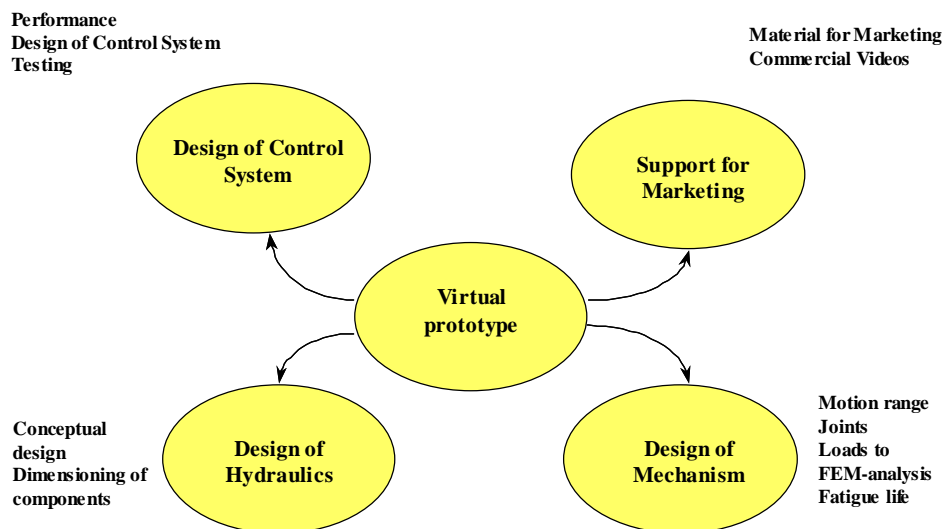 Performance
Design of Control System
Testing
Material for Marketing
Commercial Videos
Design of Control
System
Support for
Marketing
Virtual
prototype
Conceptual
design
Dimensioning of
components
Design of
Hydraulics
Design of
Mechanism
Motion range
Joints
Loads to
FEM-analysis
Fatigue life